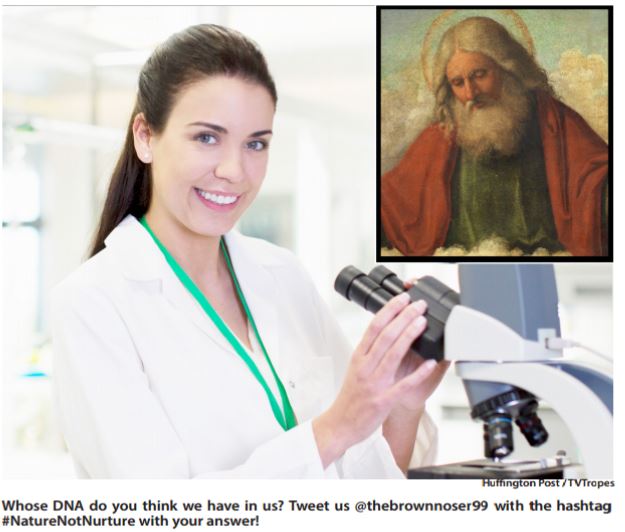 Huffington Post / TVTropes
Whose DNA do you think we have in us? Tweet us @thebrownnoser99 with the hashtag
#NatureNotNurture with your answer!